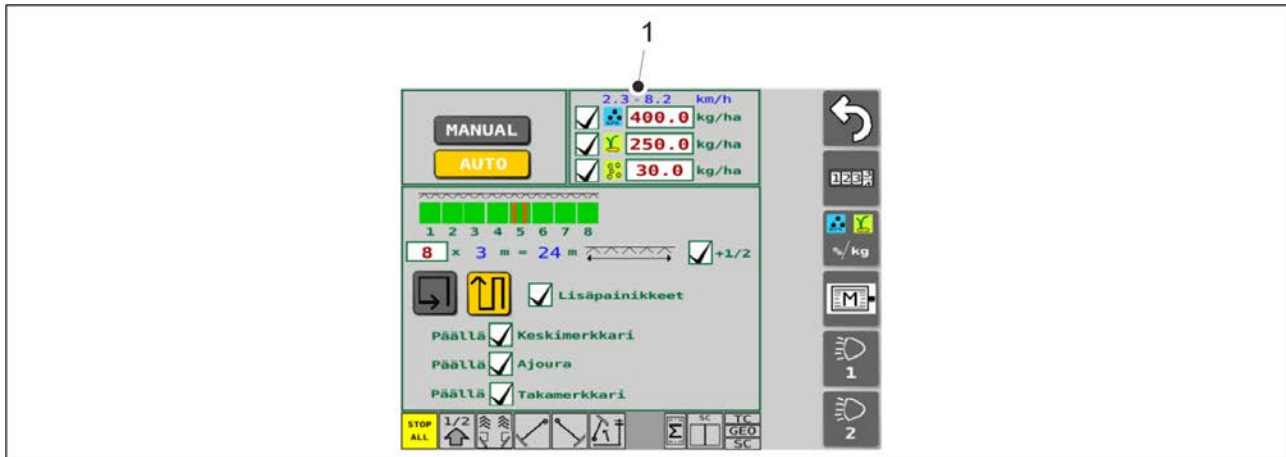 1
2.3 - 8.2 km/h
400.0 kg/ha
MANUAL
250.0 kg/ha
AUTO
30.0 kg/ha
1 2 3 4 5 6 7 8
8 x 3 m = 24 m +1/2
%/kg
Lisäpainikkeet
M
Päällä Keskimerkkari
Päällä Ajoura
1
Päällä Takamerkkari
STOP ALL
1/2
Σ
SC
TC
GEO
SC
2